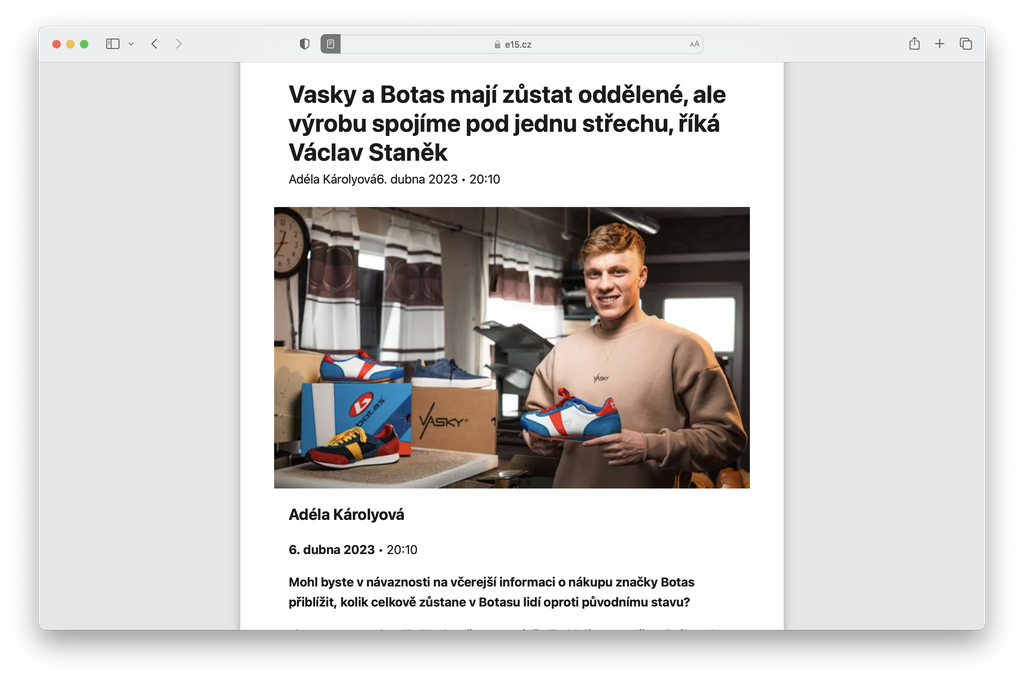 e15.cz
AA
Vasky a Botas mají zůstat oddělené, ale
výrobu spojíme pod jednu střechu, říká
Václav Staněk
Adéla Károlyová6. dubna 2023 • 20:10
VASKY
botas
VASKY
Adéla Károlyová
6. dubna 2023 • 20:10
Mohl byste v návaznosti na včerejší informaci o nákupu značky Botas
přiblížit, kolik celkově zůstane v Botasu lidí oproti původnímu stavu?